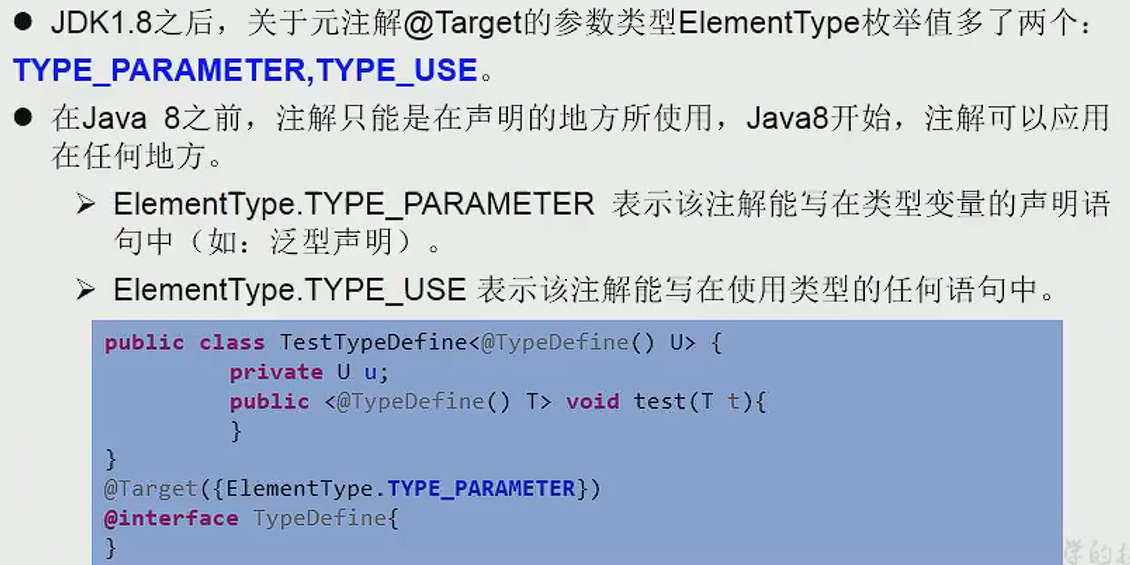 ● JDK1.8之后，关于元注解@Target的参数类型ElementType枚举值多了两个：
TYPE_PARAMETER,TYPE_USE。
● 在Java 8之前，注解只能是在声明的地方所使用，Java8开始，注解可以应用
在任何地方。
➢ ElementType.TYPE_PARAMETER 表示该注解能写在类型变量的声明语
句中（如：泛型声明）。
➢ ElementType.TYPE_USE 表示该注解能写在使用类型的任何语句中。
public class TestTypeDefine<@TypeDefine() U> {
private U u;
public <@TypeDefine() T> void test(T t){
}
}
@Target({ElementType.TYPE_PARAMETER})
@interface TypeDefine{
}
学的